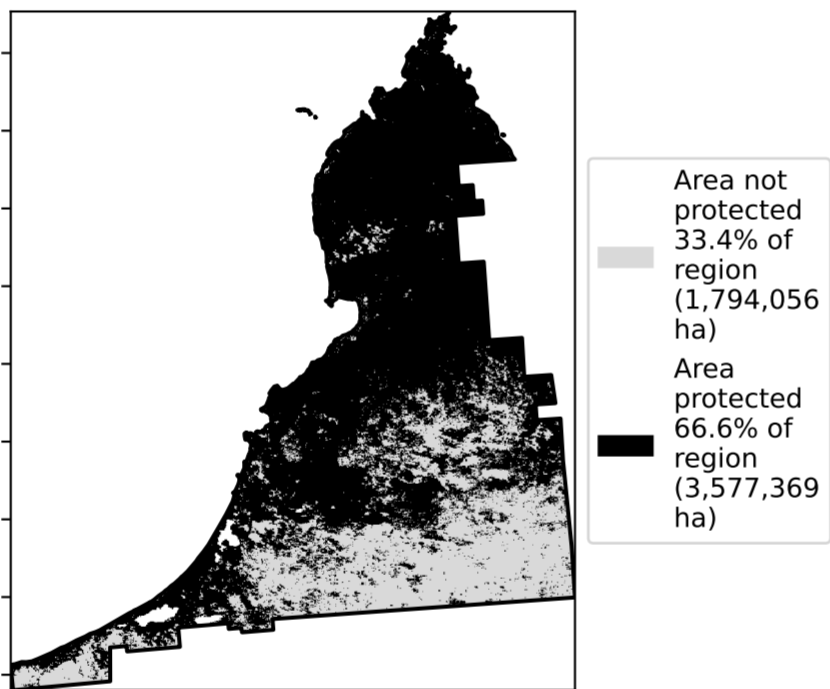 Area not
protected
33.4% of
region
(1,794,056
ha)
Area
protected
66.6% of
region
(3,577,369
ha)